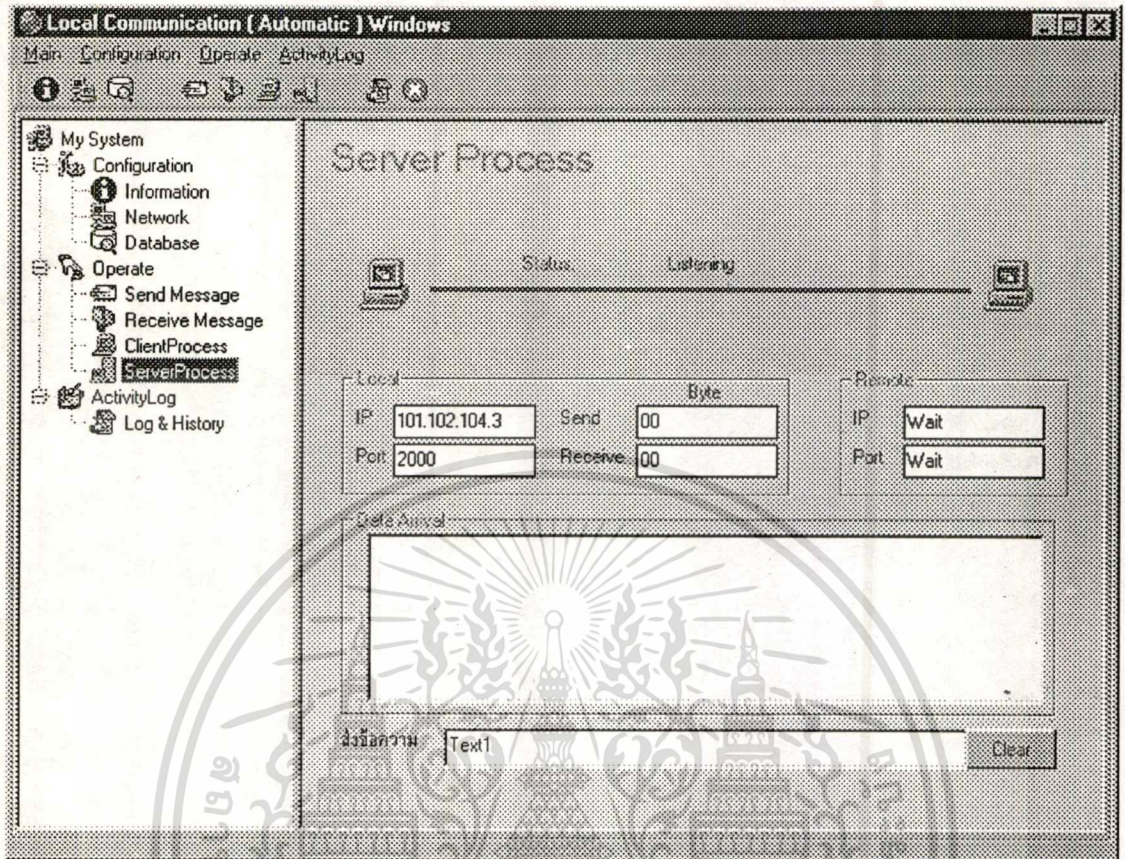 Local Communication ( Automatic ) Windows
Main Configuration Operate ActivityLog
My System
Configuration
Information
Network
Database
Operate
Send Message
Receive Message
ClientProcess
ServerProcess
ActivityLog
Log & History
Server Process
Status. Listening
Local
Byte
IP 101.102.104.3 Send 00
Port 2000 Receive 00
Remote
IP Wait
Port Wait
Data Arrival
ส่งข้อความ Text1 Clear